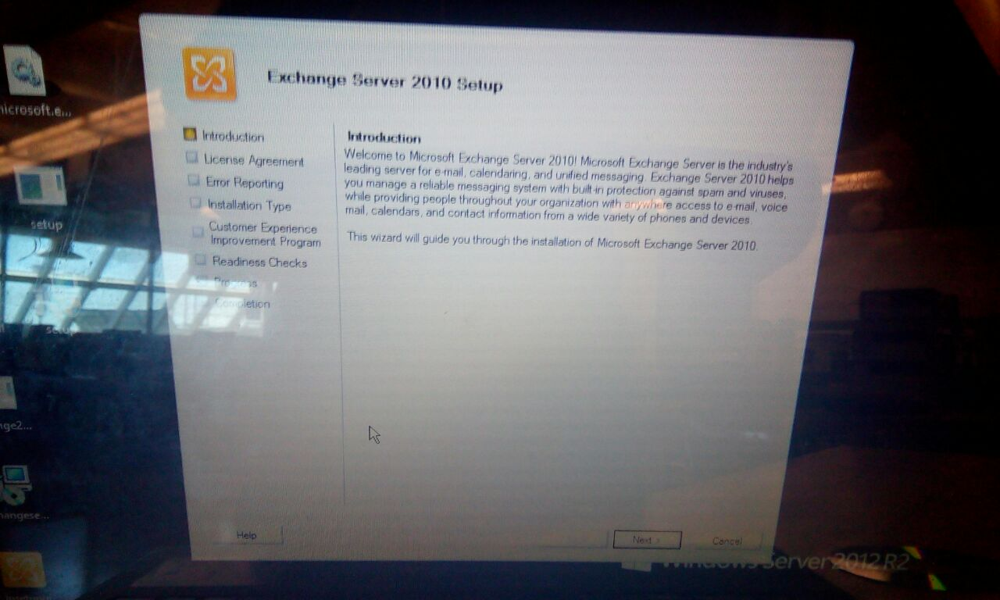 Exchange Server 2010 Setup
Introduction
License Agreement
Error Reporting
Installation Type
Customer Experience
Improvement Program
Readiness Checks
Progress
Completion
Introduction
Welcome to Microsoft Exchange Server 2010! Microsoft Exchange Server is the industry's
leading server for e-mail, calendaring, and unified messaging. Exchange Server 2010 helps
you manage a reliable messaging system with built-in protection against spam and viruses,
while providing people throughout your organization with anywhere access to e-mail, voice
mail, calendars, and contact information from a wide variety of phones and devices.
This wizard will guide you through the installation of Microsoft Exchange Server 2010.
Help
Next >
Cancel
Windows Server 2012 R2
microsoft.e...
setup
setup
nge2...
hangese...